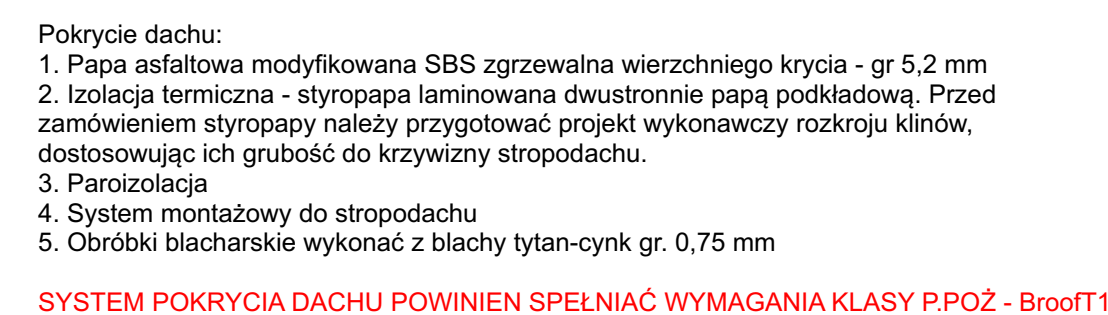 Pokrycie dachu:
1. Papa asfaltowa modyfikowana SBS zgrzewalna wierzchniego krycia - gr 5,2 mm
2. Izolacja termiczna - styropapa laminowana dwustronnie papą podkładową. Przed
zamówieniem styropapy należy przygotować projekt wykonawczy rozkroju klinów,
dostosowując ich grubość do krzywizny stropodachu.
3. Paroizolacja
4. System montażowy do stropodachu
5. Obróbki blacharskie wykonać z blachy tytan-cynk gr. 0,75 mm
SYSTEM POKRYCIA DACHU POWINIEN SPEŁNIAĆ WYMAGANIA KLASY P.POŻ - BroofT1